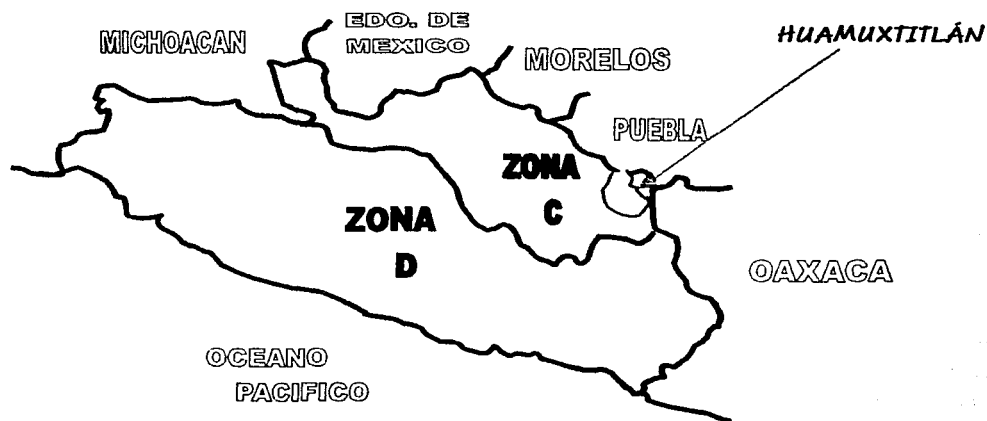 EDO. DE
MEXICO
MICHOACAN
HUAMUXTITLÁN
MORELOS
PUEBLA
ZONA
C
ZONA
D
OAXACA
OCEANO
PACIFICO